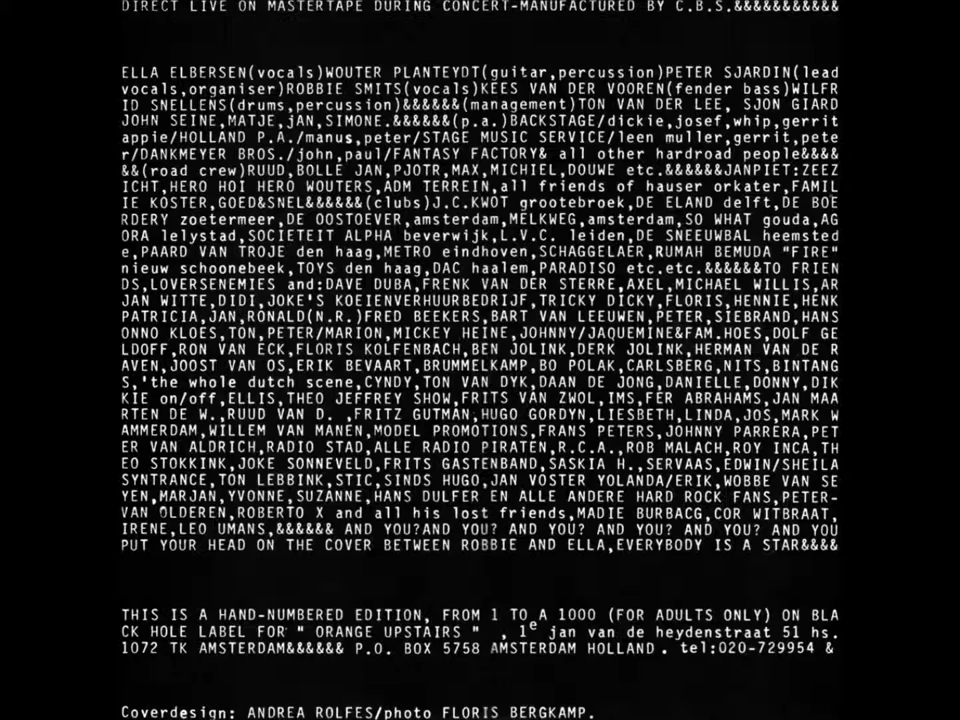 DIRECT LIVE ON MASTERTAPE DURING CONCERT-MANUFACTURED BY C.B.S.&&&&&&&&&&&
ELLA ELBERSEN(vocals)WOUTER PLANTEYDT(guitar,percussion)PETER SJARDIN(lead
vocals,organiser)ROBBIE SMITS(vocals)KEES VAN DER VOOREN(fender bass)WILFR
ID SNELLENS(drums,percussion)&&&&&&(management)TON VAN DER LEE, SJON GIARD
JOHN SEINE,MATJE,jAN,SIMONE.&&&&&&(p.a.)BACKSTAGE/dickie,josef,whip,gerrit
appie/HOLLAND P.A./manus,peter/STAGE MUSIC SERVICE/leen muller,gerrit,pete
r/DANKMEYER BROS./john,paul/FANTASY FACTORY& all other hardroad people&&&&
&&(road crew)RUUD,BOLLE JAN,PJOTR,MAX,MICHIEL,DOUWE etc.&&&&&&JANPIET:ZEEZ
ICHT,HERO HOI HERO WOUTERS,ADM TERREIN,all friends of hauser orkater,FAMIL
IE KOSTER,GOED&SNEL&&&&&&(clubs)J.C.KWOT grootebroek,DE ELAND delft,DE BOE
RDERY zoetermeer,DE OOSTOEVER,amsterdam,MELKWEG,amsterdam,SO WHAT gouda,AG
ORA lelystad,SOCIETEIT ALPHA beverwijk,L.V.C. leiden,DE SNEEUWBAL heemsted
e,PAARD VAN TROJE den haag,METRO eindhoven,SCHAGGELAER,RUMAH BEMUDA "FIRE"
nieuw schoonebeek,TOYS den haag,DAC haalem,PARADISO etc.etc.&&&&&&TO FRIEN
DS,LOVERSENEMIES and:DAVE DUBA,FRENK VAN DER STERRE,AXEL,MICHAEL WILLIS,AR
JAN WITTE,DIDI,JOKE'S KOEIENVERHUURBEDRIJF,TRICKY DICKY,FLORIS,HENNIE,HENK
PATRICIA,JAN,RONALD(N.R.)FRED BEEKERS,BART VAN LEEUWEN,PETER,SIEBRAND,HANS
ONNO KLOES,TON,PETER/MARION,MICKEY HEINE,JOHNNY/JAQUEMINE&FAM.HOES,DOLF GE
LDOFF,RON VAN ECK,FLORIS KOLFENBACH,BEN JOLINK,DERK JOLINK,HERMAN VAN DE R
AVEN,JOOST VAN OS,ERIK BEVAART,BRUMMELKAMP,BO POLAK,CARLSBERG,NITS,BINTANG
S,'the whole dutch scene,CYNDY,TON VAN DYK,DAAN DE JONG,DANIELLE,DONNY,DIK
KIE on/off,ELLIS,THEO JEFFREY SHOW,FRITS VAN ZWOL,IMS,FER ABRAHAMS,JAN MAA
RTEN DE W.,RUUD VAN D. ,FRITZ GUTMAN,HUGO GORDYN,LIESBETH,LINDA,JOS,MARK W
AMMERDAM,WILLEM VAN MANEN,MODEL PROMOTIONS,FRANS PETERS,JOHNNY PARRERA,PET
ER VAN ALDRICH,RADIO STAD,ALLE RADIO PIRATEN,R.C.A.,ROB MALACH,ROY INCA,TH
EO STOKKINK,JOKE SONNEVELD,FRITS GASTENBAND,SASKIA H.,SERVAAS,EDWIN/SHEILA
SYNTRANCE,TON LEBBINK,STIC,SINDS HUGO,JAN VOSTER YOLANDA/ERIK,WOBBE VAN SE
YEN,MARJAN,YVONNE,SUZANNE,HANS DULFER EN ALLE ANDERE HARD ROCK FANS,PETER-
VAN OLDEREN,ROBERTO X and all his lost friends,MADIE BURBACG,COR WITBRAAT,
IRENE,LEO UMANS,&&&&&& AND YOU?AND YOU? AND YOU? AND YOU? AND YOU? AND YOU
PUT YOUR HEAD ON THE COVER BETWEEN ROBBIE AND ELLA,EVERYBODY IS A STAR&&&&
THIS IS A HAND-NUMBERED EDITION, FROM 1 TO A 1000 (FOR ADULTS ONLY) ON BLA
CK HOLE LABEL FOR " ORANGE UPSTAIRS " , 1e jan van de heydenstraat 51 hs.
1072 TK AMSTERDAM&&&&&& P.O. BOX 5758 AMSTERDAM HOLLAND. tel:020-729954 &
Coverdesign: ANDREA ROLFES/photo FLORIS BERGKAMP.